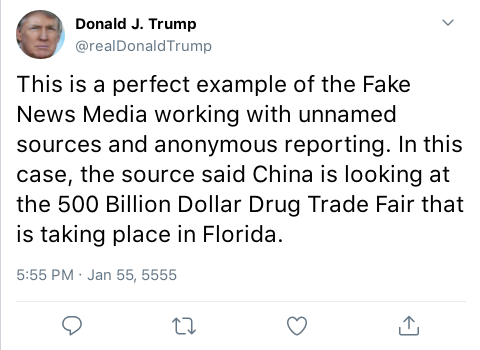 Donald J. Trump
@realDonaldTrump
This is a perfect example of the Fake
News Media working with unnamed
sources and anonymous reporting. In this
case, the source said China is looking at
the 500 Billion Dollar Drug Trade Fair that
is taking place in Florida.
5:55 PM · Jan 55, 5555